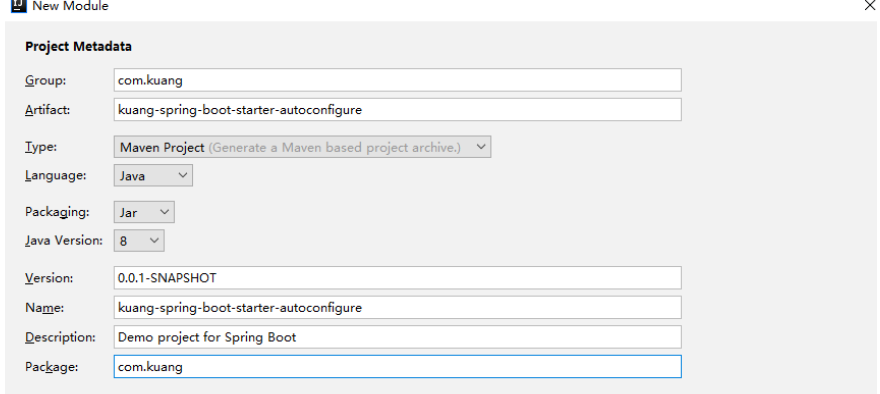 New Module
Project Metadata
Group: com.kuang
Artifact: kuang-spring-boot-starter-autoconfigure
Type: Maven Project (Generate a Maven based project archive.)
Language: Java
Packaging: Jar
Java Version: 8
Version: 0.0.1-SNAPSHOT
Name: kuang-spring-boot-starter-autoconfigure
Description: Demo project for Spring Boot
Package: com.kuang